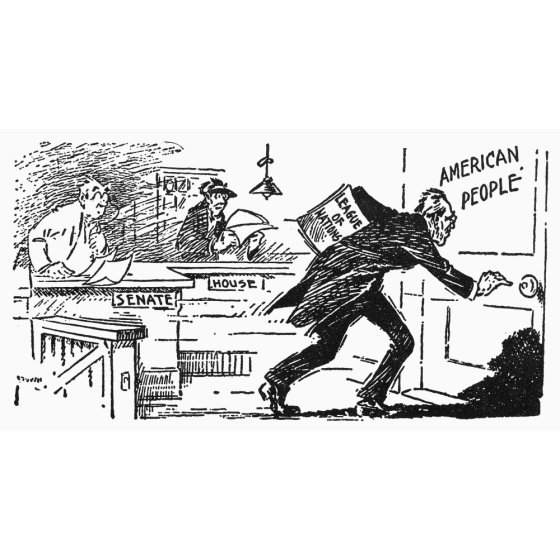 AMERICAN
PEOPLE
LEAGUE
OF
NATIONS
HOUSE
SENATE